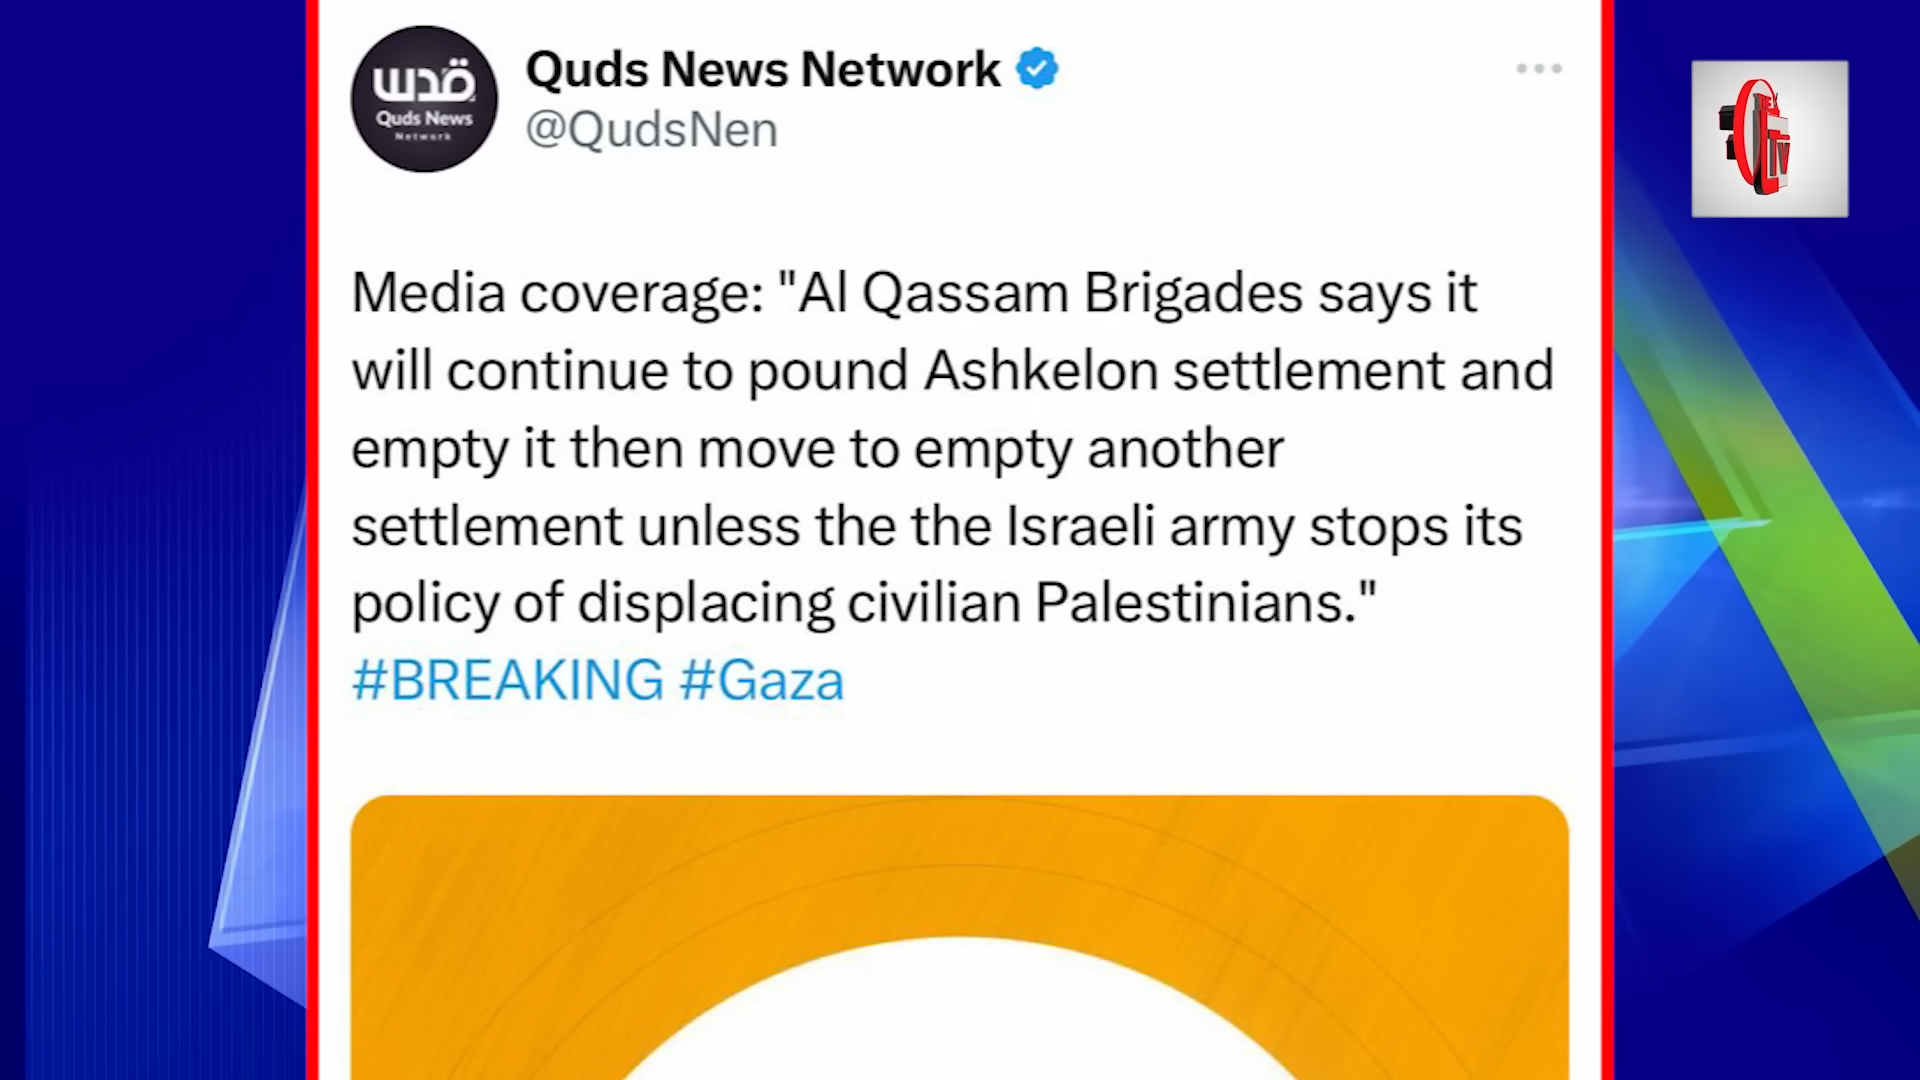 قدس
Quds News
Network
Quds News Network
@QudsNen
TEX
TV
Media coverage: "Al Qassam Brigades says it
will continue to pound Ashkelon settlement and
empty it then move to empty another
settlement unless the the Israeli army stops its
policy of displacing civilian Palestinians."
#BREAKING #Gaza